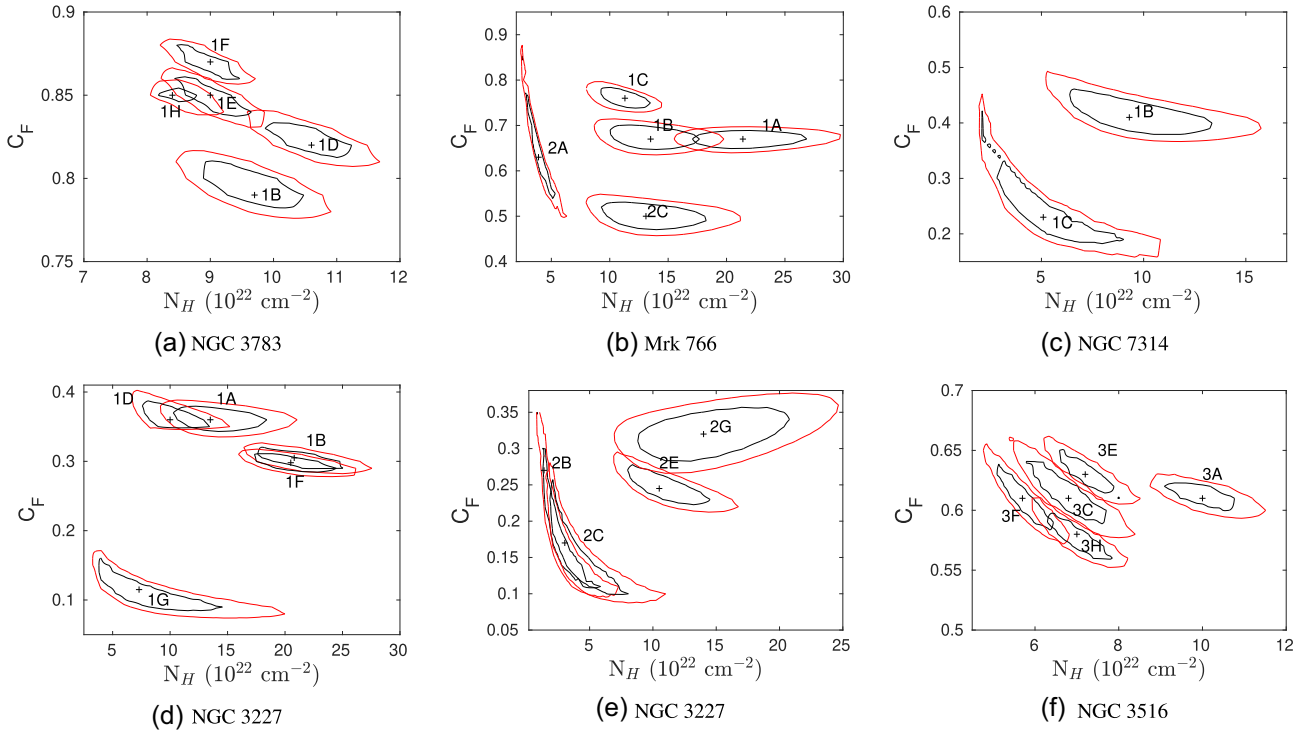 0.9
0.85
0.8
0.75
C_F
7 8 9 10 11 12
N_H (10^22 cm^−2)
1F
1E
1H
1D
1B
(a) NGC 3783
0.9
0.8
0.7
0.6
0.5
0.4
C_F
5 10 15 20 25 30
N_H (10^22 cm^−2)
1C
1B
1A
2A
2C
(b) Mrk 766
0.6
0.5
0.4
0.3
0.2
C_F
5 10 15
N_H (10^22 cm^−2)
1B
1C
(c) NGC 7314
0.4
0.3
0.2
0.1
C_F
5 10 15 20 25 30
N_H (10^22 cm^−2)
1D
1A
1B
1F
1G
(d) NGC 3227
0.35
0.3
0.25
0.2
0.15
0.1
0.05
C_F
5 10 15 20 25
N_H (10^22 cm^−2)
2G
2B
2E
2C
(e) NGC 3227
0.7
0.65
0.6
0.55
0.5
C_F
6 8 10 12
N_H (10^22 cm^−2)
3E
3A
3F
3C
3H
(f) NGC 3516